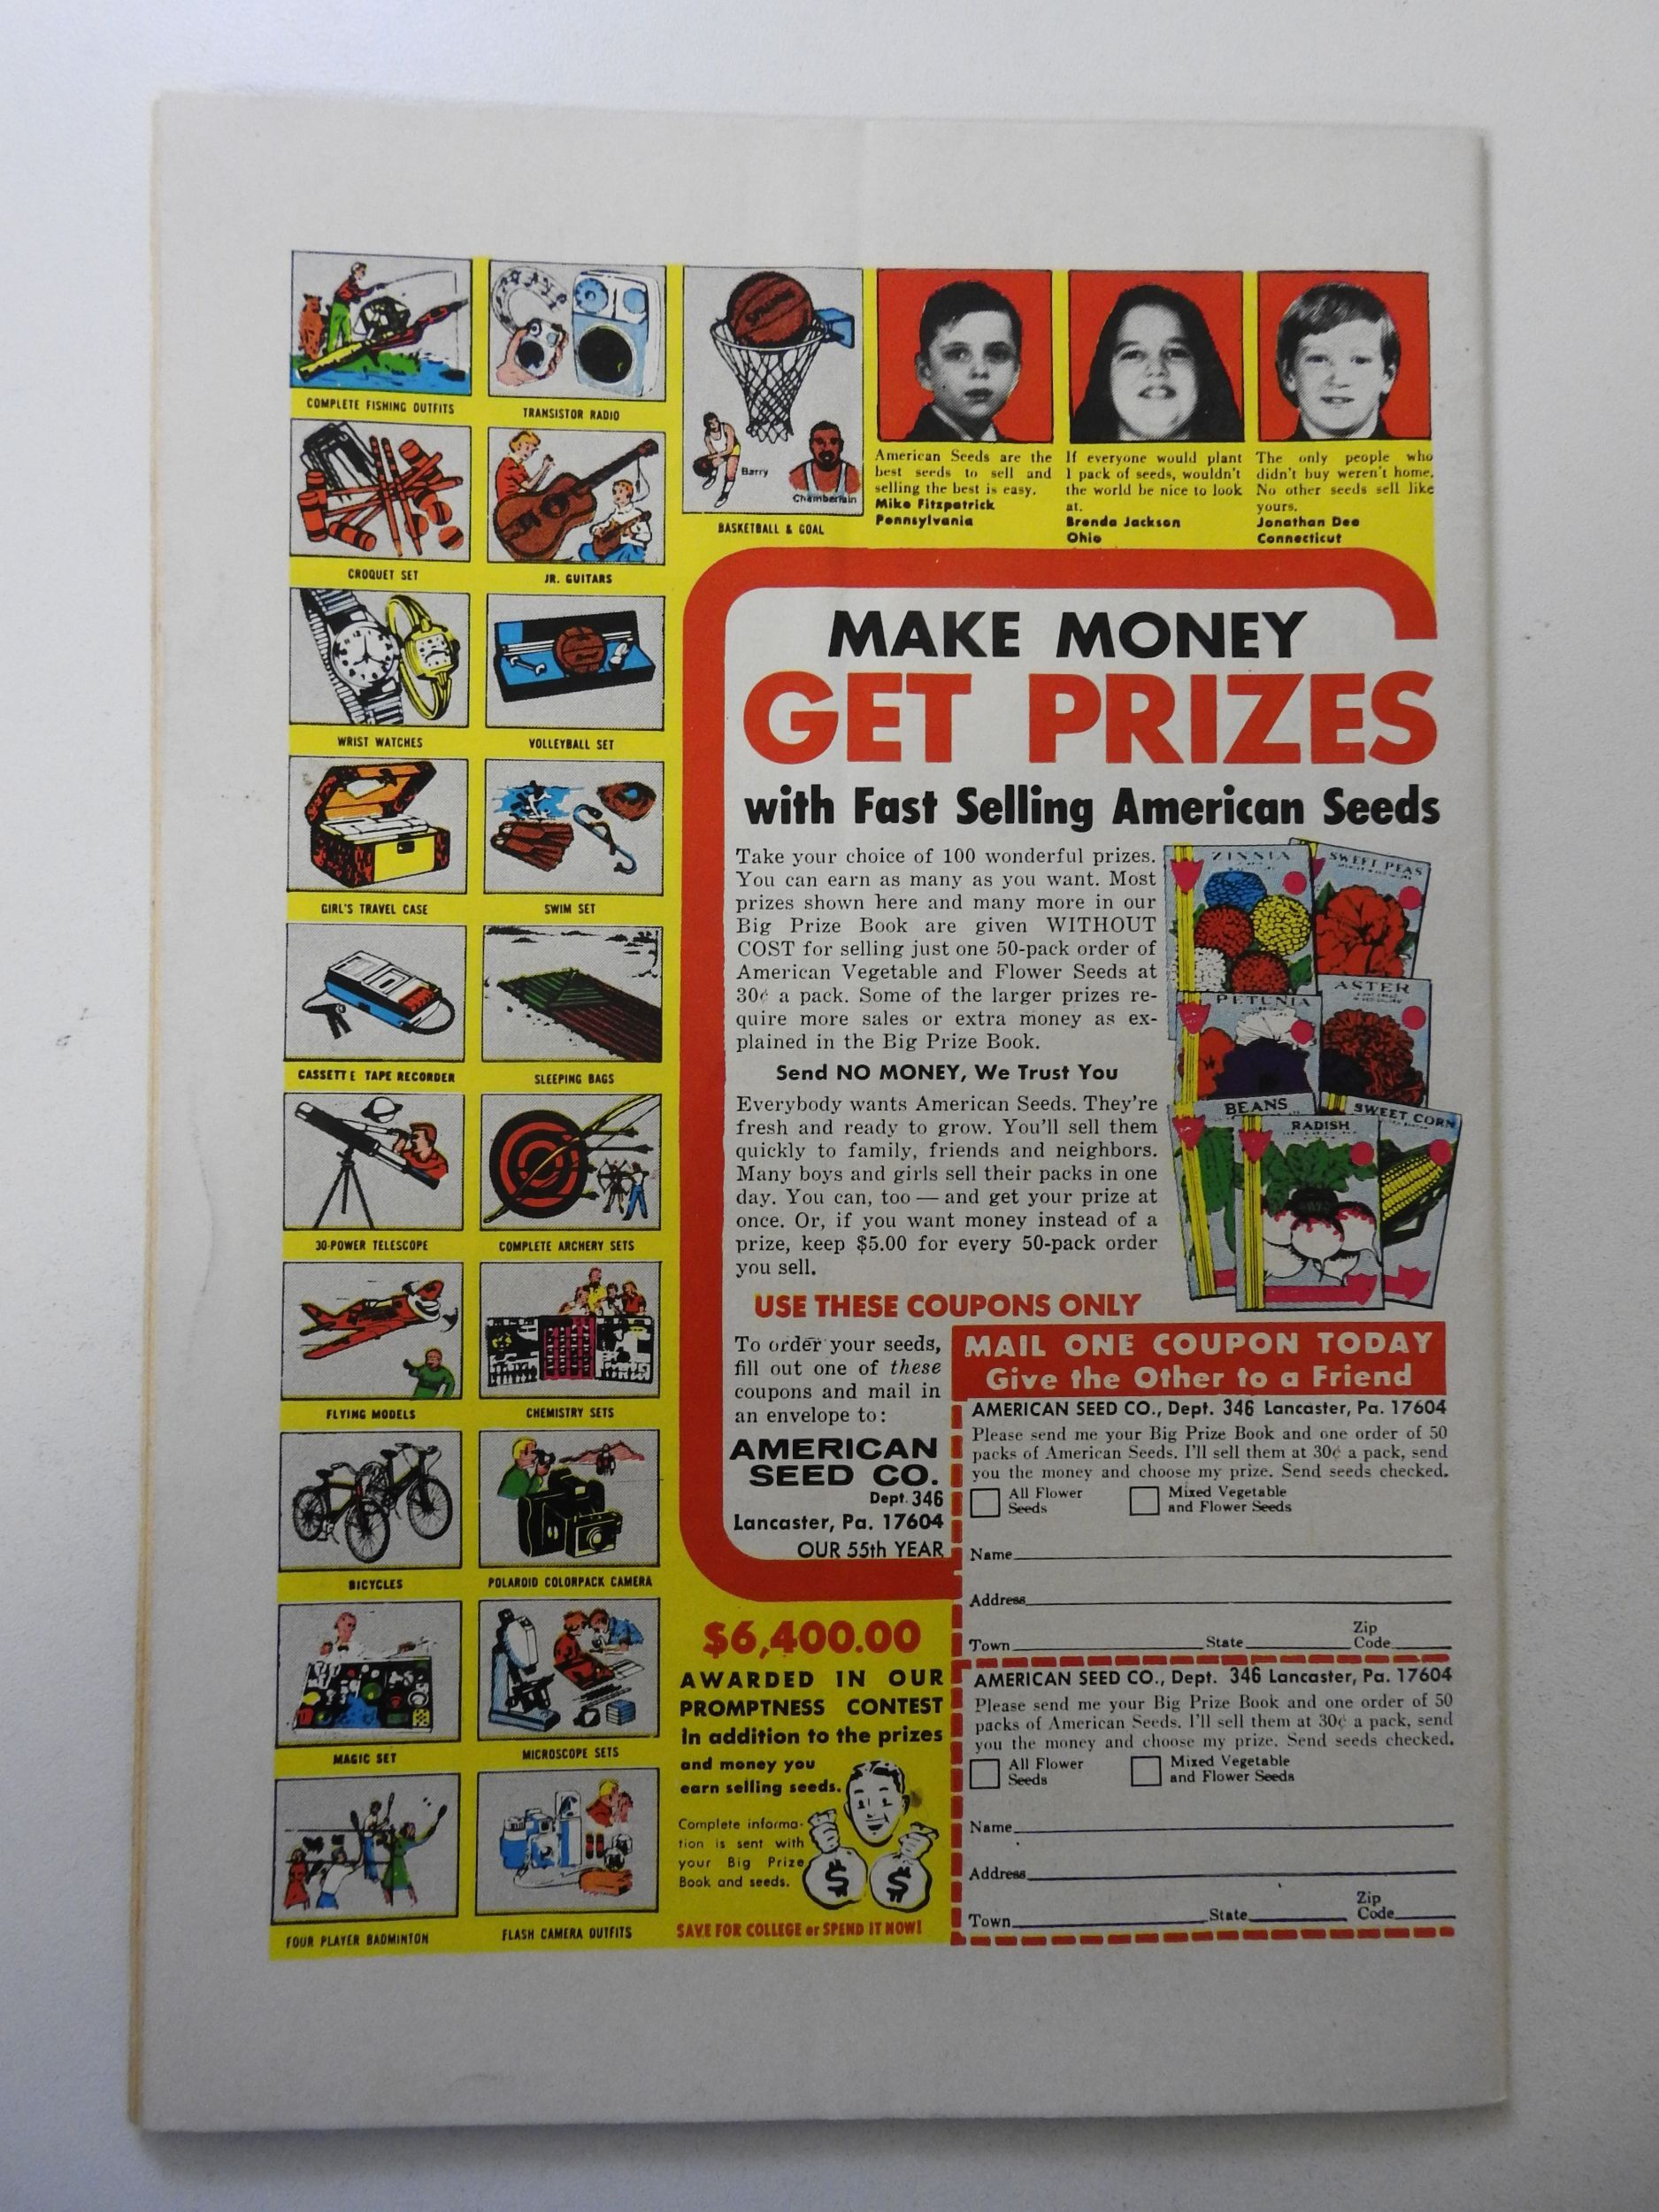 COMPLETE FISHING OUTFITS
TRANSISTOR RADIO
Barry
Chamberlain
BASKETBALL & GOAL
CROQUET SET
JR. GUITARS
WRIST WATCHES
VOLLEYBALL SET
GIRL'S TRAVEL CASE
SWIM SET
CASSETTE TAPE RECORDER
SLEEPING BAGS
30-POWER TELESCOPE
COMPLETE ARCHERY SETS
FLYING MODELS
CHEMISTRY SETS
BICYCLES
POLAROID COLORPACK CAMERA
MAGIC SET
MICROSCOPE SETS
FOUR PLAYER BADMINTON
FLASH CAMERA OUTFITS
American Seeds are the
best seeds to sell and
selling the best is easy.
Mike Fitzpatrick
Pennsylvania
If everyone would plant
1 pack of seeds, wouldn't
the world be nice to look
at.
Brenda Jackson
Ohio
The only people who
didn't buy weren't home.
No other seeds sell like
yours.
Jonathan Dee
Connecticut
MAKE MONEY
GET PRIZES
with Fast Selling American Seeds
Take your choice of 100 wonderful prizes.
You can earn as many as you want. Most
prizes shown here and many more in our
Big Prize Book are given WITHOUT
COST for selling just one 50-pack order of
American Vegetable and Flower Seeds at
30¢ a pack. Some of the larger prizes re-
quire more sales or extra money as ex-
plained in the Big Prize Book.
Send NO MONEY, We Trust You
Everybody wants American Seeds. They're
fresh and ready to grow. You'll sell them
quickly to family, friends and neighbors.
Many boys and girls sell their packs in one
day. You can, too — and get your prize at
once. Or, if you want money instead of a
prize, keep $5.00 for every 50-pack order
you sell.
ZINNIA
SWEET PEAS
PETUNIA
ASTER
BEANS
RADISH
SWEET CORN
USE THESE COUPONS ONLY
To order your seeds,
fill out one of these
coupons and mail in
an envelope to:
AMERICAN
SEED CO.
Dept. 346
Lancaster, Pa. 17604
OUR 55th YEAR
$6,400.00
AWARDED IN OUR
PROMPTNESS CONTEST
in addition to the prizes
and money you
earn selling seeds.
Complete informa-
tion is sent with
your Big Prize
Book and seeds.
$ $
SAVE FOR COLLEGE or SPEND IT NOW!
MAIL ONE COUPON TODAY
Give the Other to a Friend
AMERICAN SEED CO., Dept. 346 Lancaster, Pa. 17604
Please send me your Big Prize Book and one order of 50
packs of American Seeds. I'll sell them at 30¢ a pack, send
you the money and choose my prize. Send seeds checked.
All Flower Seeds
Mixed Vegetable and Flower Seeds
Name
Address
Town State Zip Code
AMERICAN SEED CO., Dept. 346 Lancaster, Pa. 17604
Please send me your Big Prize Book and one order of 50
packs of American Seeds. I'll sell them at 30¢ a pack, send
you the money and choose my prize. Send seeds checked.
All Flower Seeds
Mixed Vegetable and Flower Seeds
Name
Address
Town State Zip Code